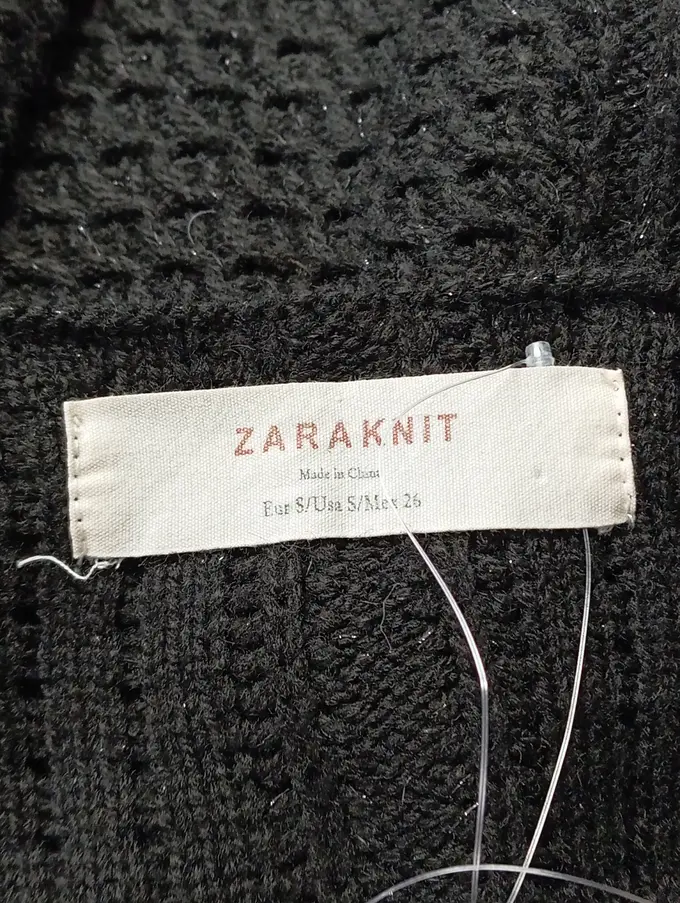 ZARAKNIT
Made in China
Eur S/Usa S/Mex 26